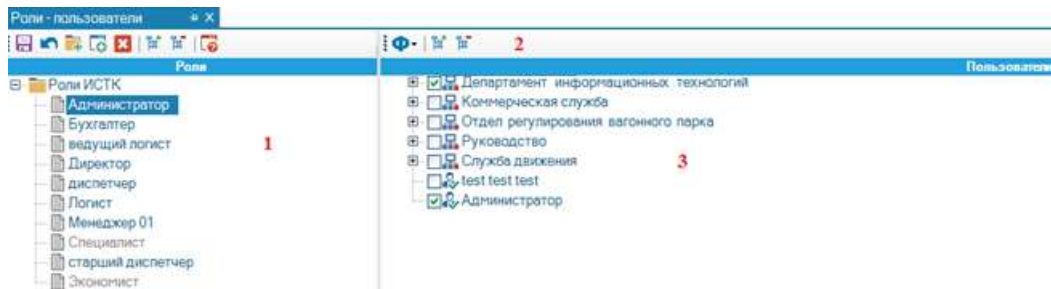 Роли - пользователи
Ф
2
Роли
Пользователи
Роли ИСТК
Администратор
Бухгалтер
ведущий логист
Директор
диспетчер
Логист
Менеджер 01
Специалист
старший диспетчер
Экономист
1
Департамент информационных технологий
Коммерческая служба
Отдел регулирования вагонного парка
Руководство
Служба движения
test test test
Администратор
3